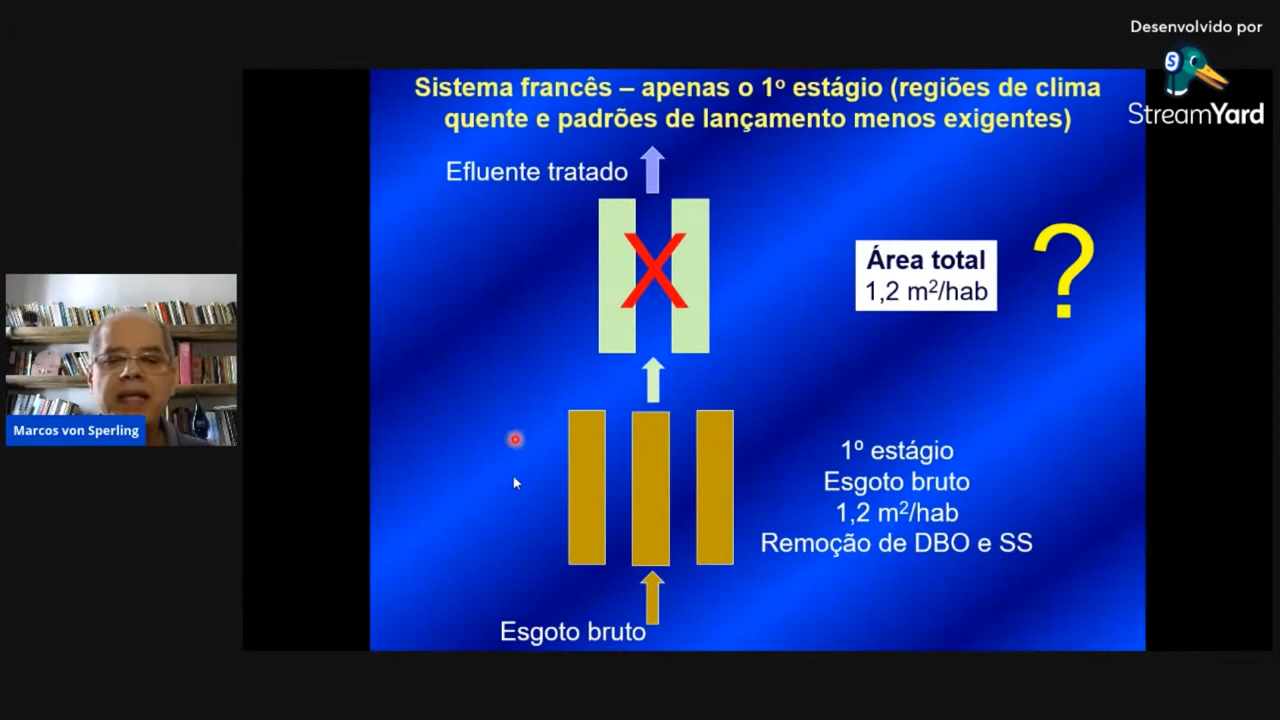 Desenvolvido por
S
StreamYard
Sistema francês – apenas o 1º estágio (regiões de clima
quente e padrões de lançamento menos exigentes)
Efluente tratado
X
Área total
1,2 m²/hab
?
Marcos von Sperling
1º estágio
Esgoto bruto
1,2 m²/hab
Remoção de DBO e SS
Esgoto bruto